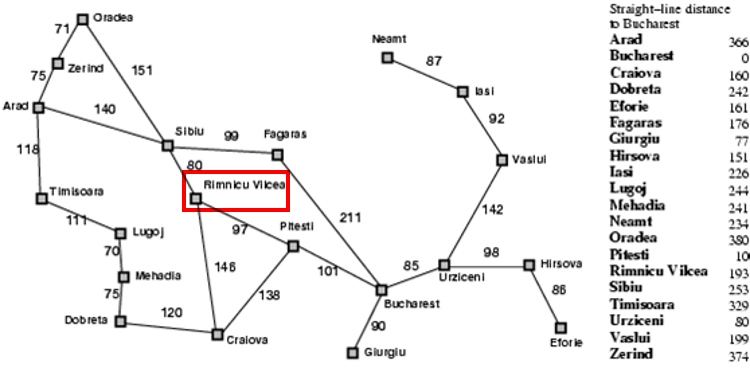 Oradea
71
Zerind
75
151
Arad
140
118
Sibiu
99
Fagaras
80
Rimnicu Vilcea
Timisoara
111
Lugoj
70
Mehadia
75
Dobreta
120
Craiova
146
97
Pitesti
138
101
211
Bucharest
90
Giurgiu
85
Urziceni
98
Hirsova
86
Eforie
142
Vaslui
92
Iasi
87
Neamt
Straight–line distance
to Bucharest
Arad 366
Bucharest 0
Craiova 160
Dobreta 242
Eforie 161
Fagaras 176
Giurgiu 77
Hirsova 151
Iasi 226
Lugoj 244
Mehadia 241
Neamt 234
Oradea 380
Pitesti 10
Rimnicu Vilcea 193
Sibiu 253
Timisoara 329
Urziceni 80
Vaslui 199
Zerind 374